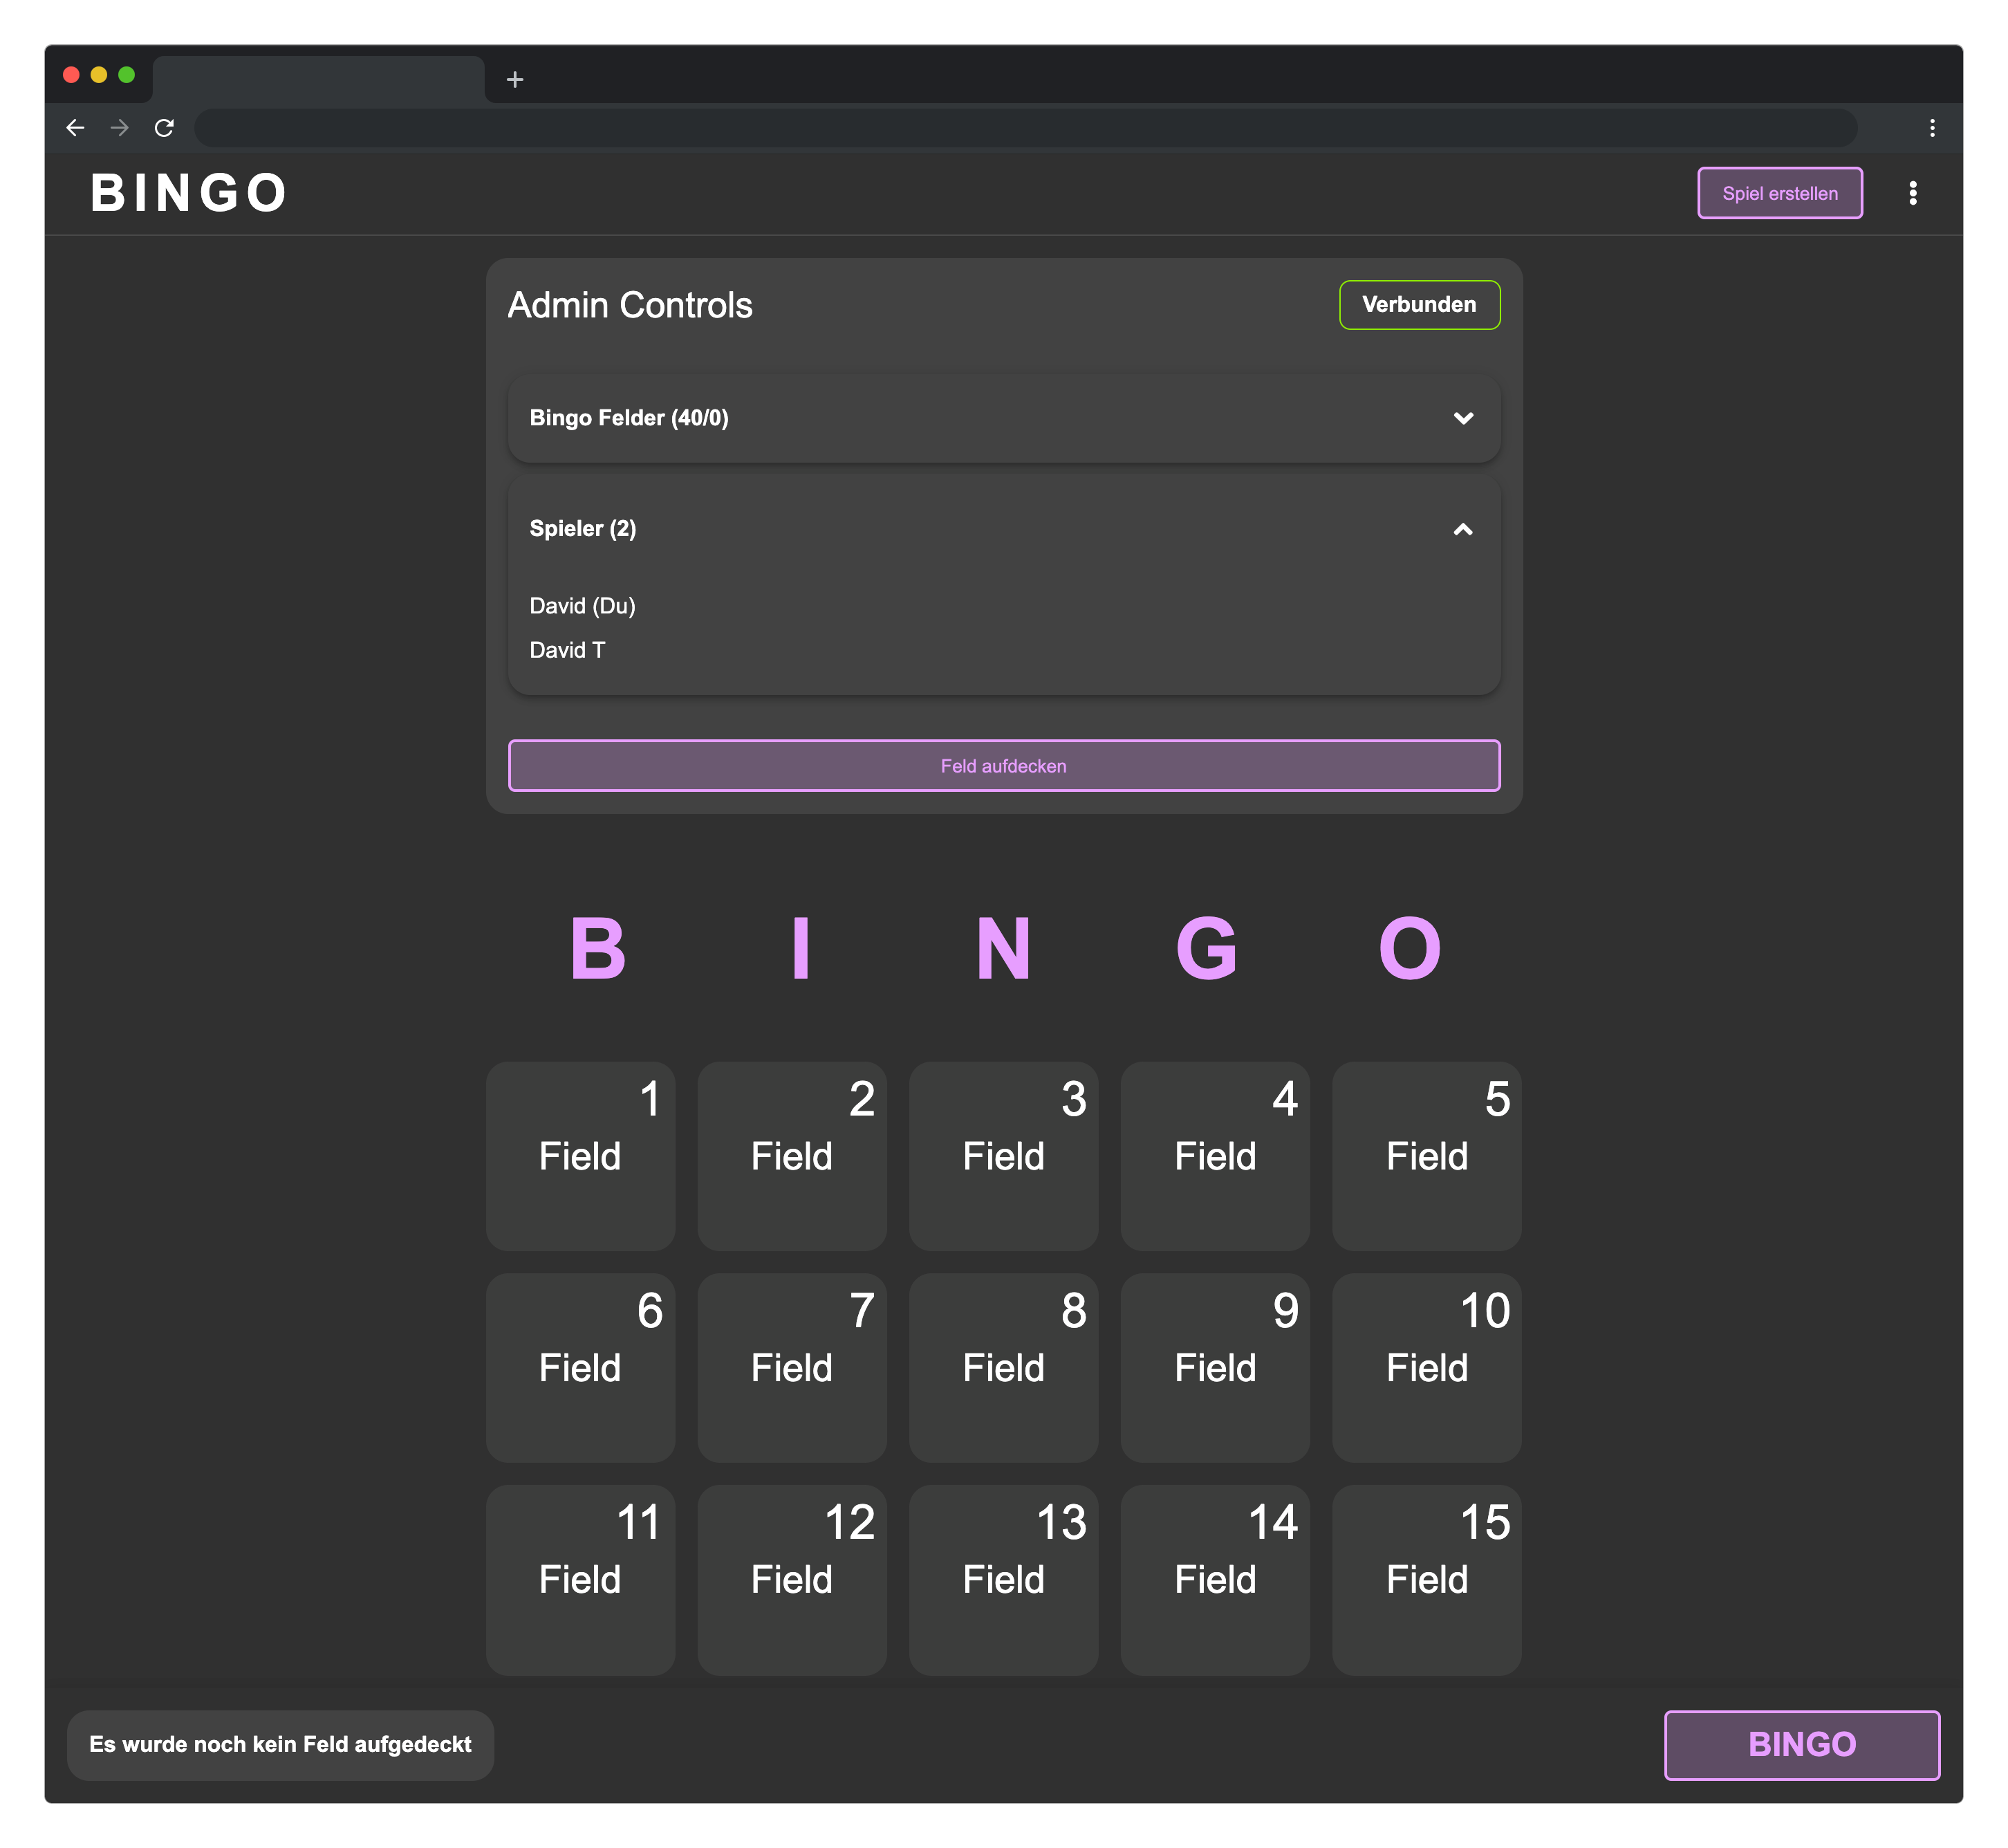 BINGO
Spiel erstellen
Admin Controls
Verbunden
Bingo Felder (40/0)
Spieler (2)
David (Du)
David T
Feld aufdecken
B I N G O
1 2 3 4 5
Field Field Field Field Field
6 7 8 9 10
Field Field Field Field Field
11 12 13 14 15
Field Field Field Field Field
Es wurde noch kein Feld aufgedeckt
BINGO